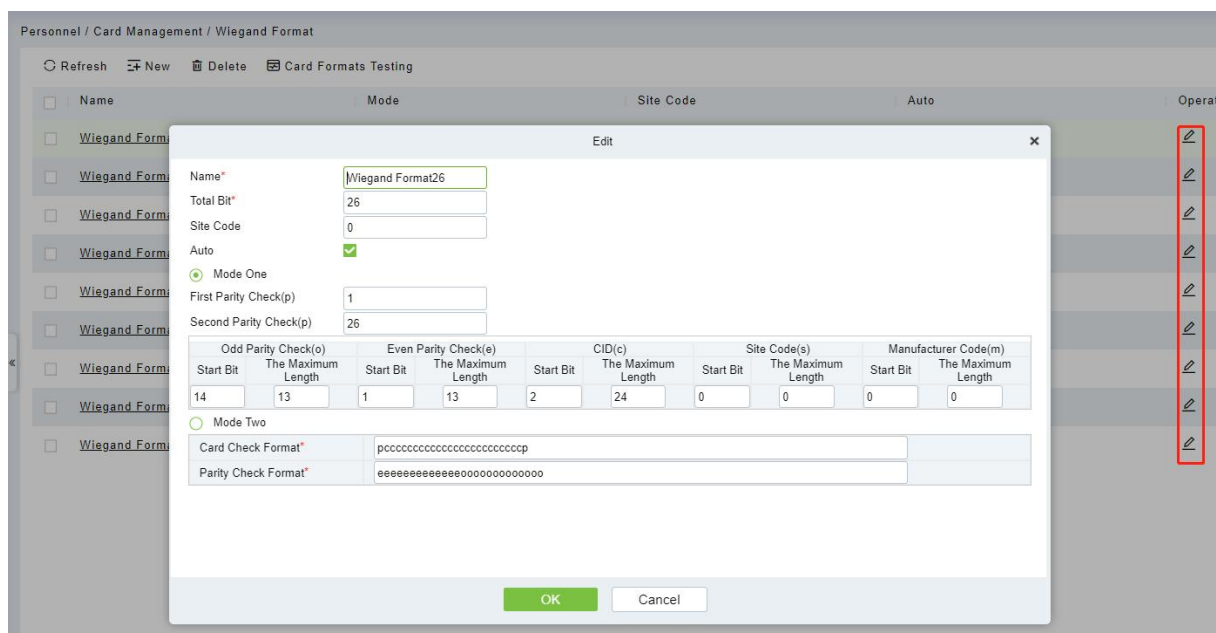 Personnel / Card Management / Wiegand Format
Refresh New Delete Card Formats Testing
Name Mode Site Code Auto Operat
Wiegand Forma
Edit
Wiegand Forma
Name* Wiegand Format26
Total Bit* 26
Wiegand Forma
Site Code 0
Auto
Wiegand Forma
Mode One
Wiegand Forma
First Parity Check(p) 1
Second Parity Check(p) 26
Wiegand Forma
Odd Parity Check(o) Even Parity Check(e) CID(c) Site Code(s) Manufacturer Code(m)
Start Bit The Maximum Length Start Bit The Maximum Length Start Bit The Maximum Length Start Bit The Maximum Length Start Bit The Maximum Length
Wiegand Forma
14 13 1 13 2 24 0 0 0 0
Wiegand Forma
Mode Two
Wiegand Forma
Card Check Format* pccccccccccccccccccccccccp
Parity Check Format* eeeeeeeeeeeeeooooooooooooo
OK Cancel